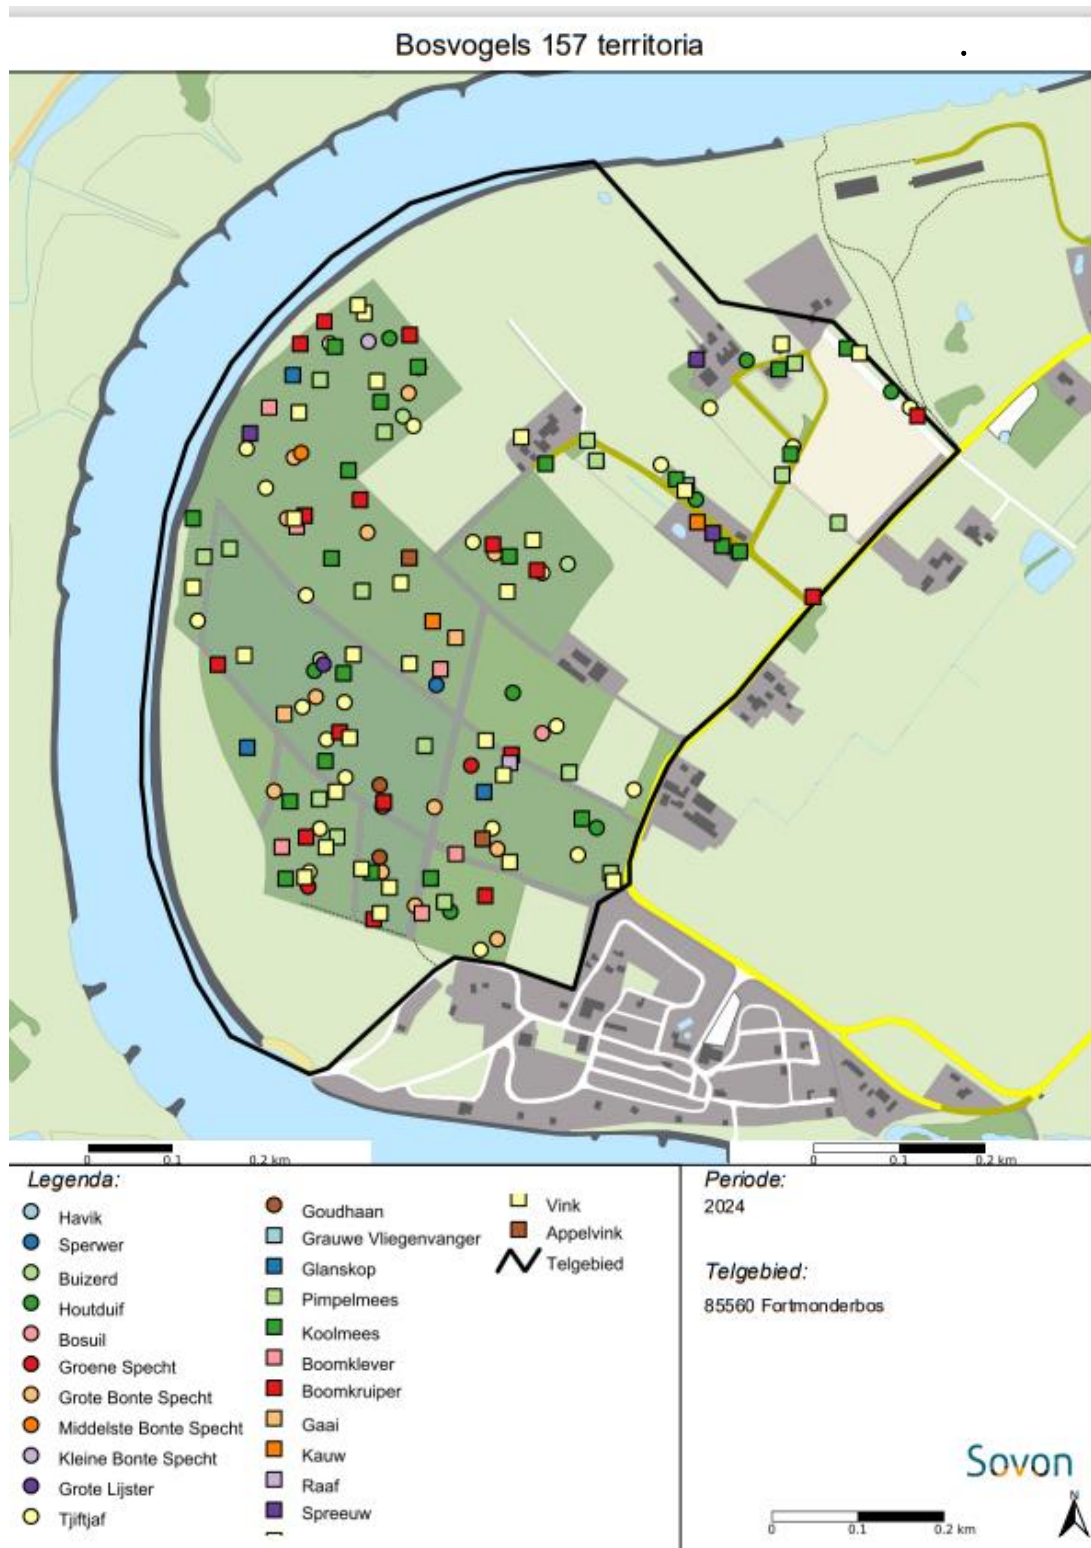 Bosvogels 157 territoria
0 0.1 0.2 km
0 0.1 0.2 km
Legenda:
Havik
Sperwer
Buizerd
Houtduif
Bosuil
Groene Specht
Grote Bonte Specht
Middelste Bonte Specht
Kleine Bonte Specht
Grote Lijster
Tjiftjaf
Goudhaan
Grauwe Vliegenvanger
Glanskop
Pimpelmees
Koolmees
Boomklever
Boomkruiper
Gaai
Kauw
Raaf
Spreeuw
Vink
Appelvink
Telgebied
Periode:
2024
Telgebied:
85560 Fortmonderbos
Sovon
N
0 0.1 0.2 km